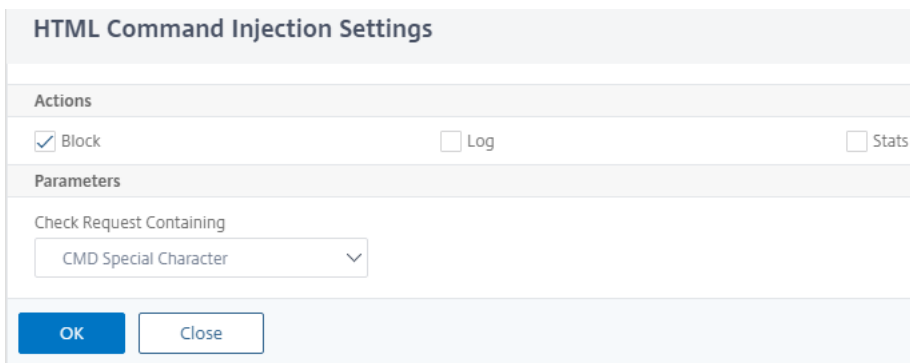 HTML Command Injection Settings
Actions
Block Log Stats
Parameters
Check Request Containing
CMD Special Character
OK Close